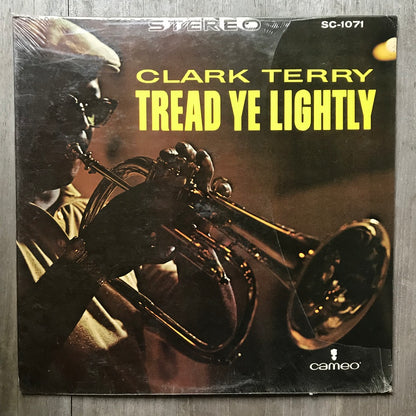 STEREO
SC-1071
CLARK TERRY
TREAD YE LIGHTLY
cameo